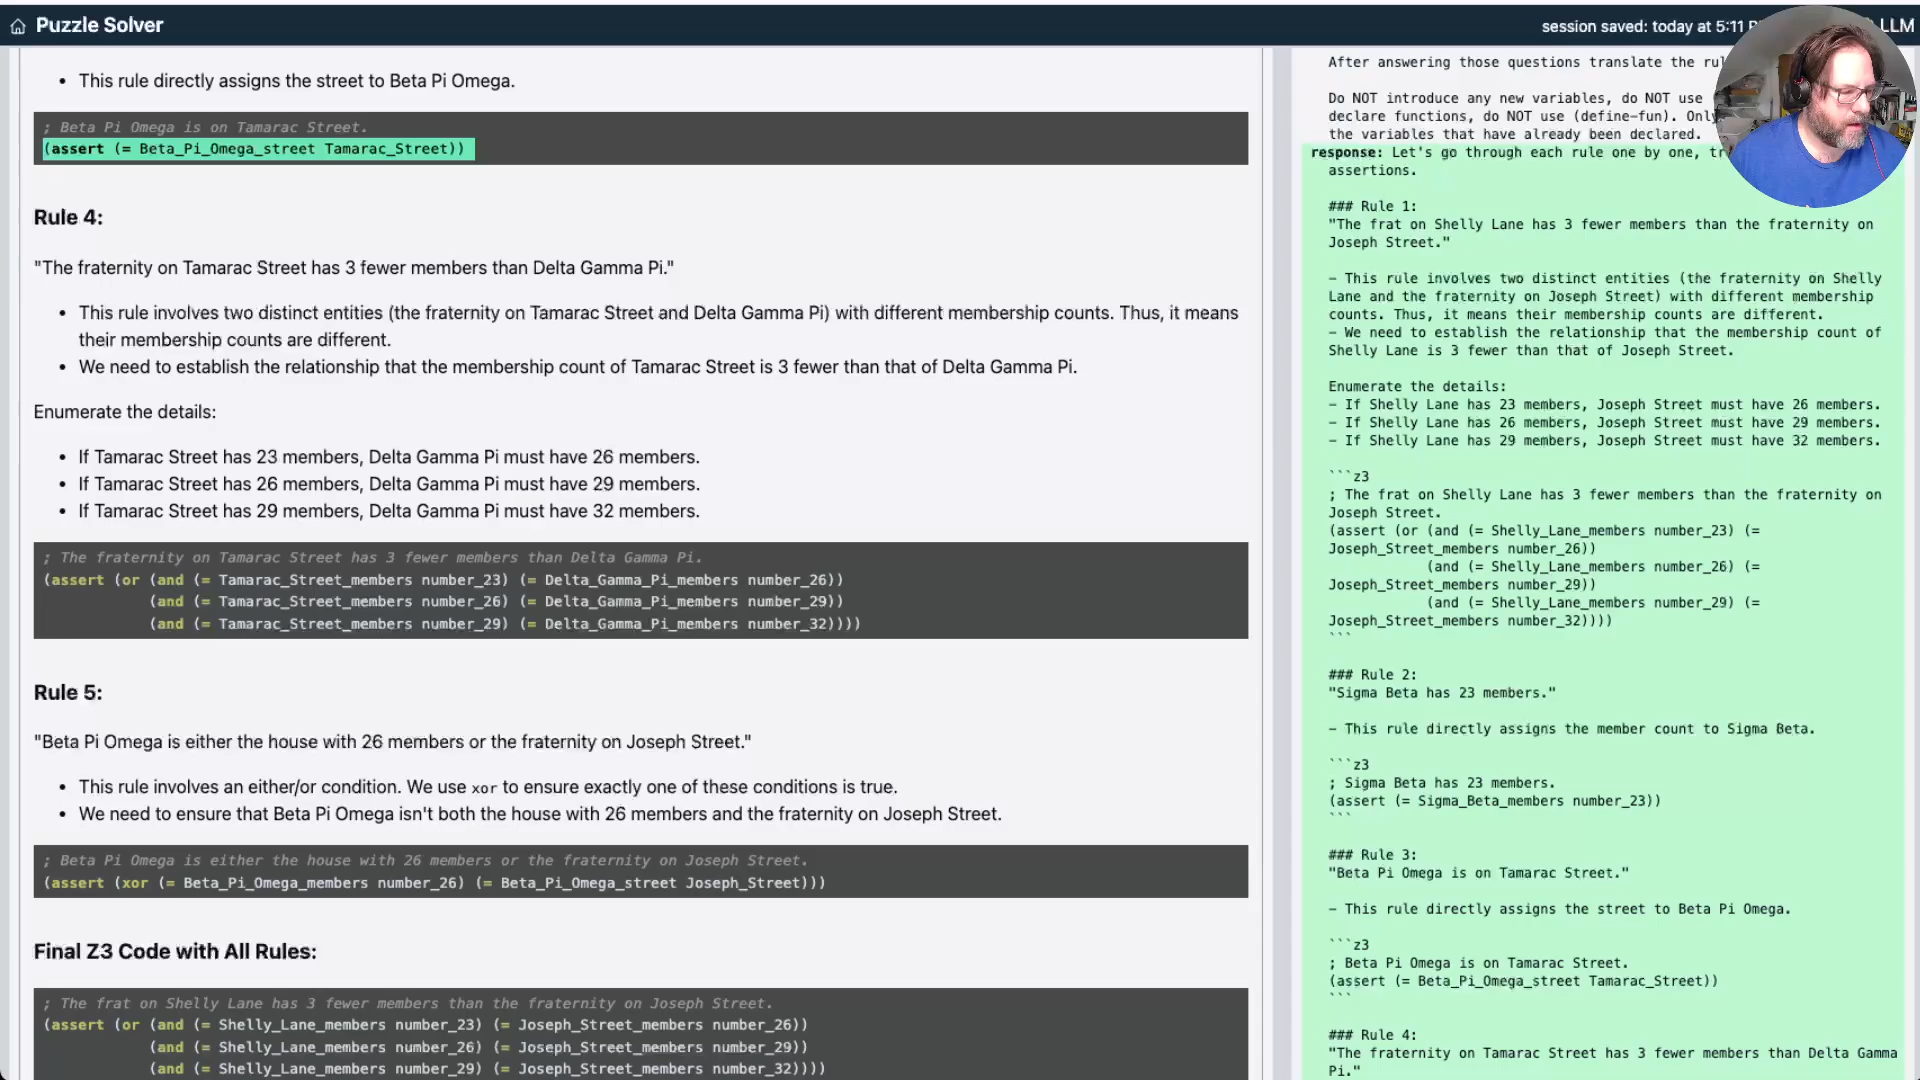 Puzzle Solver
session saved: today at 5:11
LLM
• This rule directly assigns the street to Beta Pi Omega.
; Beta Pi Omega is on Tamarac Street.
(assert (= Beta_Pi_Omega_street Tamarac_Street))
Rule 4:
"The fraternity on Tamarac Street has 3 fewer members than Delta Gamma Pi."
• This rule involves two distinct entities (the fraternity on Tamarac Street and Delta Gamma Pi) with different membership counts. Thus, it means
their membership counts are different.
• We need to establish the relationship that the membership count of Tamarac Street is 3 fewer than that of Delta Gamma Pi.
Enumerate the details:
• If Tamarac Street has 23 members, Delta Gamma Pi must have 26 members.
• If Tamarac Street has 26 members, Delta Gamma Pi must have 29 members.
• If Tamarac Street has 29 members, Delta Gamma Pi must have 32 members.
; The fraternity on Tamarac Street has 3 fewer members than Delta Gamma Pi.
(assert (or (and (= Tamarac_Street_members number_23) (= Delta_Gamma_Pi_members number_26))
(and (= Tamarac_Street_members number_26) (= Delta_Gamma_Pi_members number_29))
(and (= Tamarac_Street_members number_29) (= Delta_Gamma_Pi_members number_32))))
Rule 5:
"Beta Pi Omega is either the house with 26 members or the fraternity on Joseph Street."
• This rule involves an either/or condition. We use xor to ensure exactly one of these conditions is true.
• We need to ensure that Beta Pi Omega isn't both the house with 26 members and the fraternity on Joseph Street.
; Beta Pi Omega is either the house with 26 members or the fraternity on Joseph Street.
(assert (xor (= Beta_Pi_Omega_members number_26) (= Beta_Pi_Omega_street Joseph_Street)))
Final Z3 Code with All Rules:
; The frat on Shelly Lane has 3 fewer members than the fraternity on Joseph Street.
(assert (or (and (= Shelly_Lane_members number_23) (= Joseph_Street_members number_26))
(and (= Shelly_Lane_members number_26) (= Joseph_Street_members number_29))
(and (= Shelly_Lane_members number_29) (= Joseph_Street_members number_32))))
After answering those questions translate the
Do NOT introduce any new variables, do NOT use
declare functions, do NOT use (define-fun).
the variables that have already been declared.
response: Let's go through each rule one by one,
assertions.
### Rule 1:
"The frat on Shelly Lane has 3 fewer members than the fraternity on
Joseph Street."
- This rule involves two distinct entities (the fraternity on Shelly
Lane and the fraternity on Joseph Street) with different membership
counts. Thus, it means their membership counts are different.
- We need to establish the relationship that the membership count of
Shelly Lane is 3 fewer than that of Joseph Street.
Enumerate the details:
- If Shelly Lane has 23 members, Joseph Street must have 26 members.
- If Shelly Lane has 26 members, Joseph Street must have 29 members.
- If Shelly Lane has 29 members, Joseph Street must have 32 members.
```z3
; The frat on Shelly Lane has 3 fewer members than the fraternity on
Joseph Street.
(assert (or (and (= Shelly_Lane_members number_23) (=
Joseph_Street_members number_26))
(and (= Shelly_Lane_members number_26) (=
Joseph_Street_members number_29))
(and (= Shelly_Lane_members number_29) (=
Joseph_Street_members number_32))))
```
### Rule 2:
"Sigma Beta has 23 members."
- This rule directly assigns the member count to Sigma Beta.
```z3
; Sigma Beta has 23 members.
(assert (= Sigma_Beta_members number_23))
```
### Rule 3:
"Beta Pi Omega is on Tamarac Street."
- This rule directly assigns the street to Beta Pi Omega.
```z3
; Beta Pi Omega is on Tamarac Street.
(assert (= Beta_Pi_Omega_street Tamarac_Street))
```
### Rule 4:
"The fraternity on Tamarac Street has 3 fewer members than Delta Gamma
Pi."